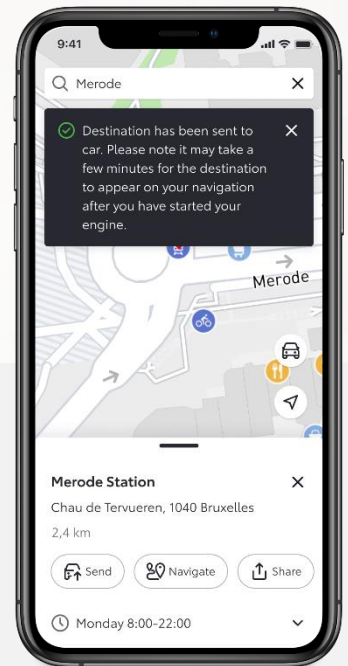 9:41
Merode
Destination has been sent to
car. Please note it may take a
few minutes for the destination
to appear on your navigation
after you have started your
engine.
Merode
Merode Station
Chau de Tervueren, 1040 Bruxelles
2,4 km
Send Navigate Share
Monday 8:00-22:00